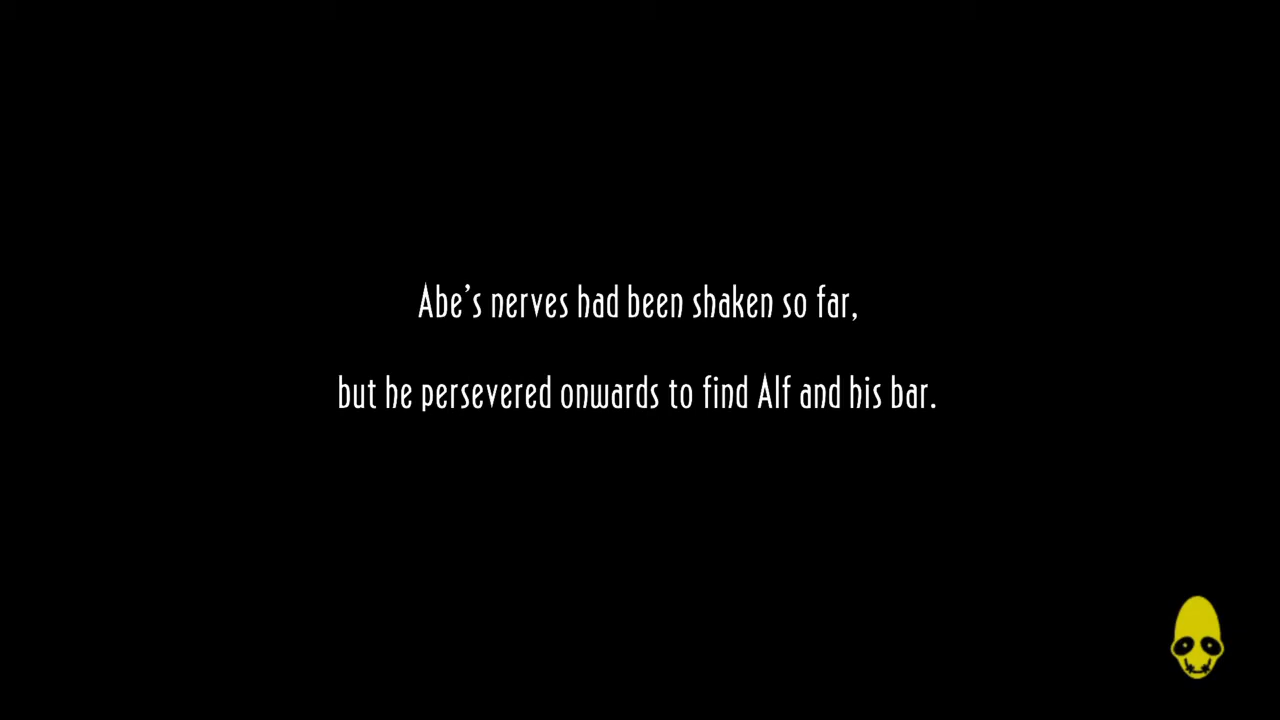 Abe’s nerves had been shaken so far,
but he persevered onwards to find Alf and his bar.